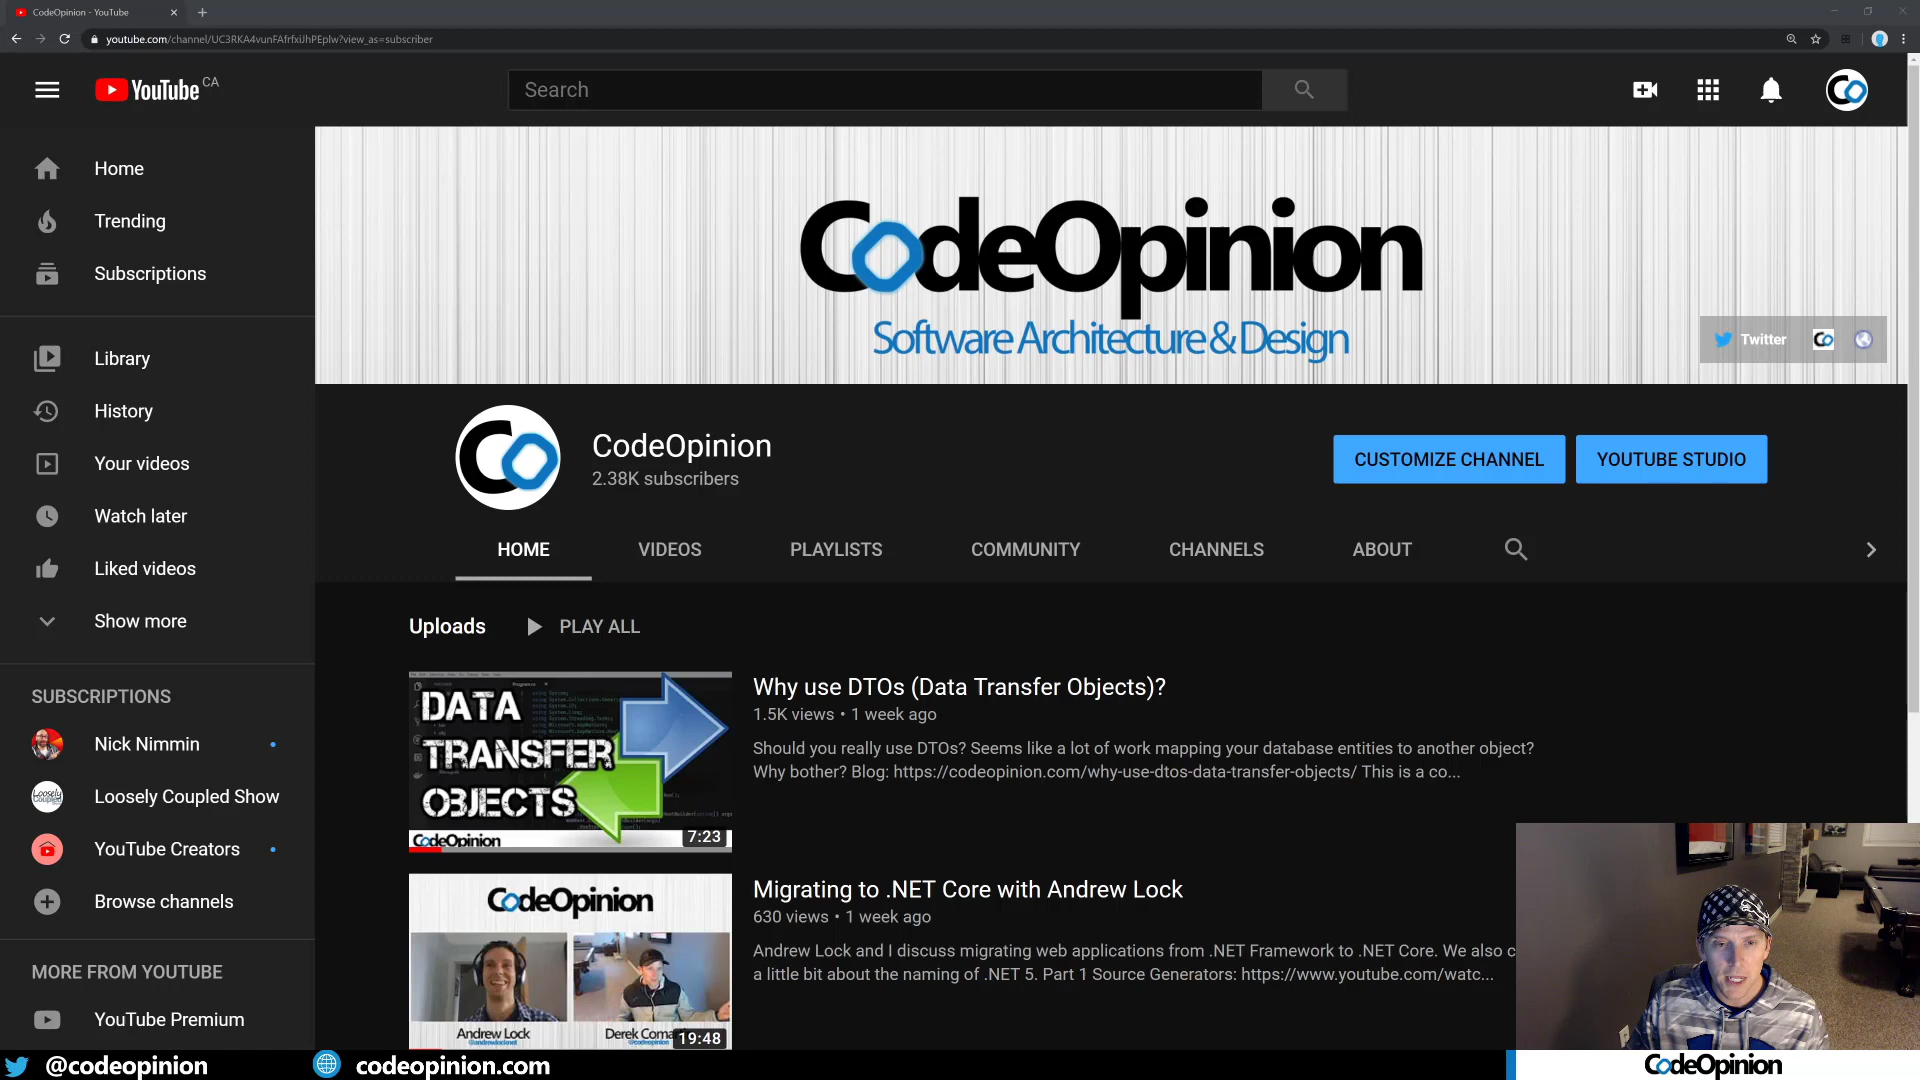 CodeOpinion - YouTube
youtube.com/channel/UC3RKA4vunFAfrfxiJhPEplw?view_as=subscriber
YouTube CA
Search
Home
Trending
Subscriptions
Library
History
Your videos
Watch later
Liked videos
Show more
SUBSCRIPTIONS
Nick Nimmin
Loosely Coupled Show
YouTube Creators
Browse channels
MORE FROM YOUTUBE
YouTube Premium
CodeOpinion
Software Architecture & Design
Twitter
CodeOpinion
2.38K subscribers
CUSTOMIZE CHANNEL
YOUTUBE STUDIO
HOME
VIDEOS
PLAYLISTS
COMMUNITY
CHANNELS
ABOUT
Uploads
PLAY ALL
DATA
TRANSFER
OBJECTS
CodeOpinion
7:23
Why use DTOs (Data Transfer Objects)?
1.5K views • 1 week ago
Should you really use DTOs? Seems like a lot of work mapping your database entities to another object?
Why bother? Blog: https://codeopinion.com/why-use-dtos-data-transfer-objects/ This is a co...
CodeOpinion
Andrew Lock
Derek Coma
@codeopinion
19:48
Migrating to .NET Core with Andrew Lock
630 views • 1 week ago
Andrew Lock and I discuss migrating web applications from .NET Framework to .NET Core. We also c
a little bit about the naming of .NET 5. Part 1 Source Generators: https://www.youtube.com/watc...
@codeopinion
codeopinion.com
CodeOpinion